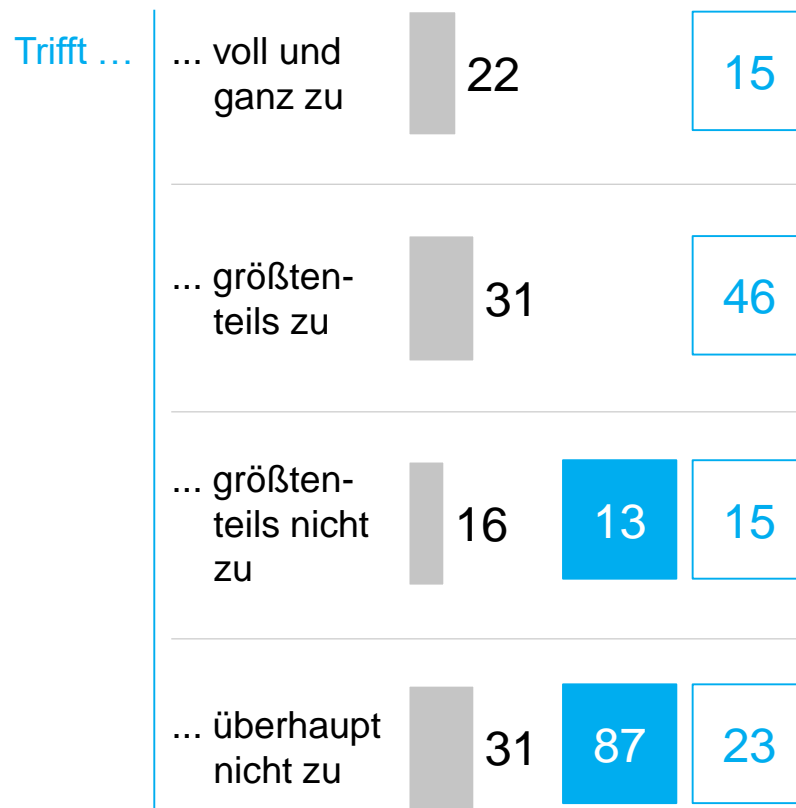 Trifft …
... voll und
ganz zu
22
15
... größten-
teils zu
31
46
... größten-
teils nicht
zu
16
13
15
... überhaupt
nicht zu
31
87
23